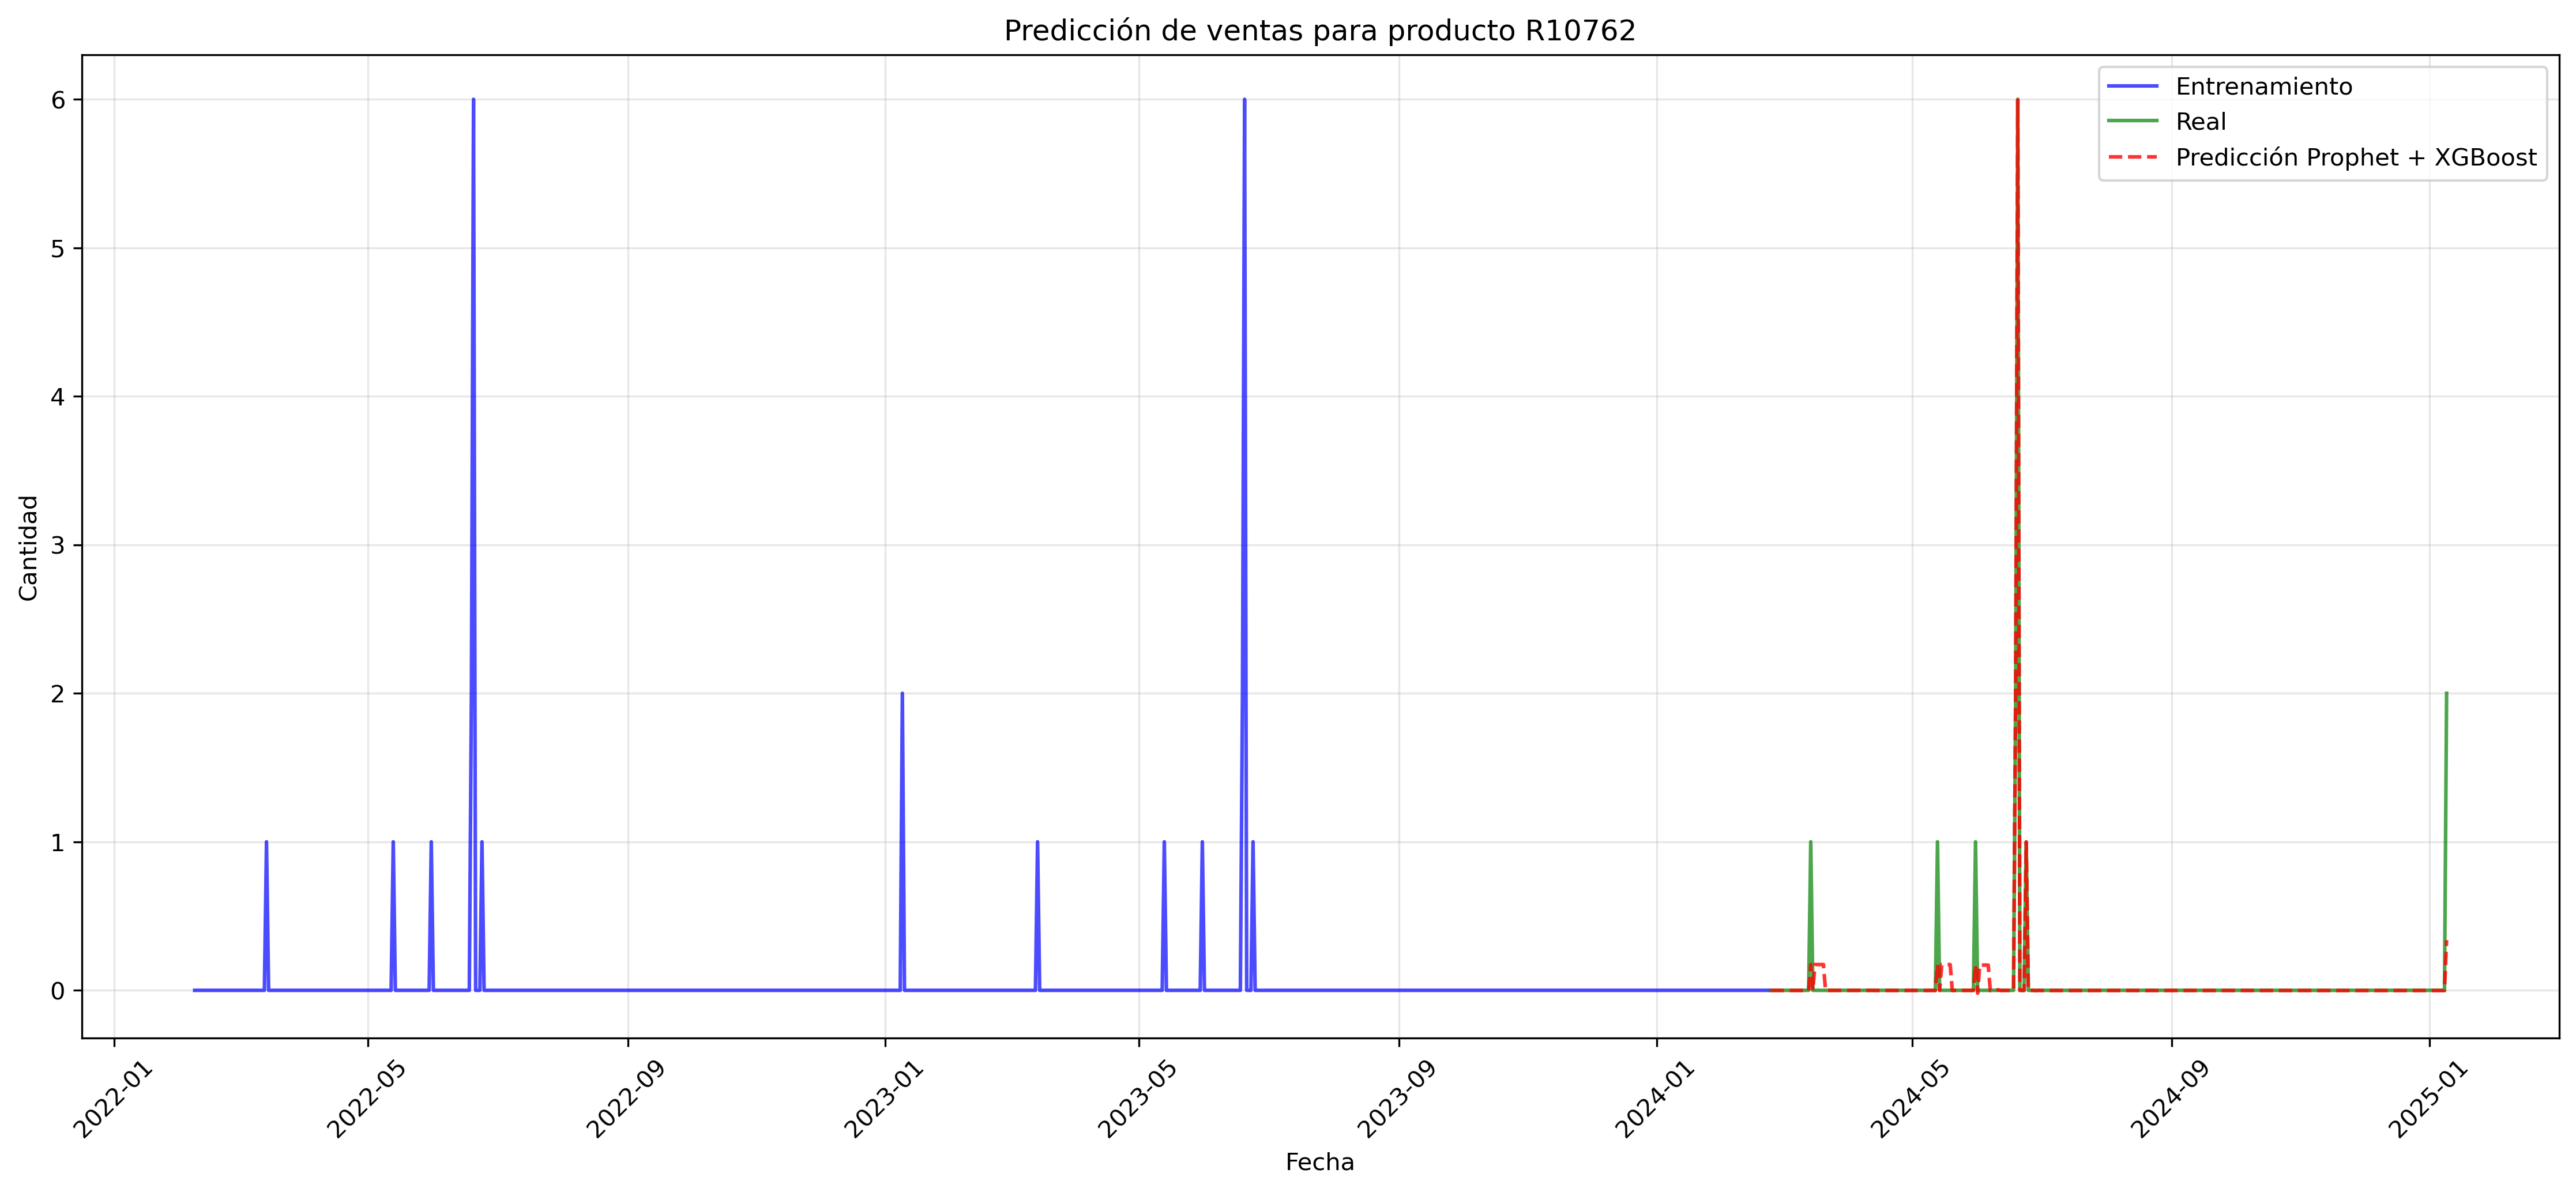 Predicción de ventas para producto R10762
Entrenamiento
Real
Predicción Prophet + XGBoost
Cantidad
6
5
4
3
2
1
0
2022-01
2022-05
2022-09
2023-01
2023-05
2023-09
2024-01
2024-05
2024-09
2025-01
Fecha